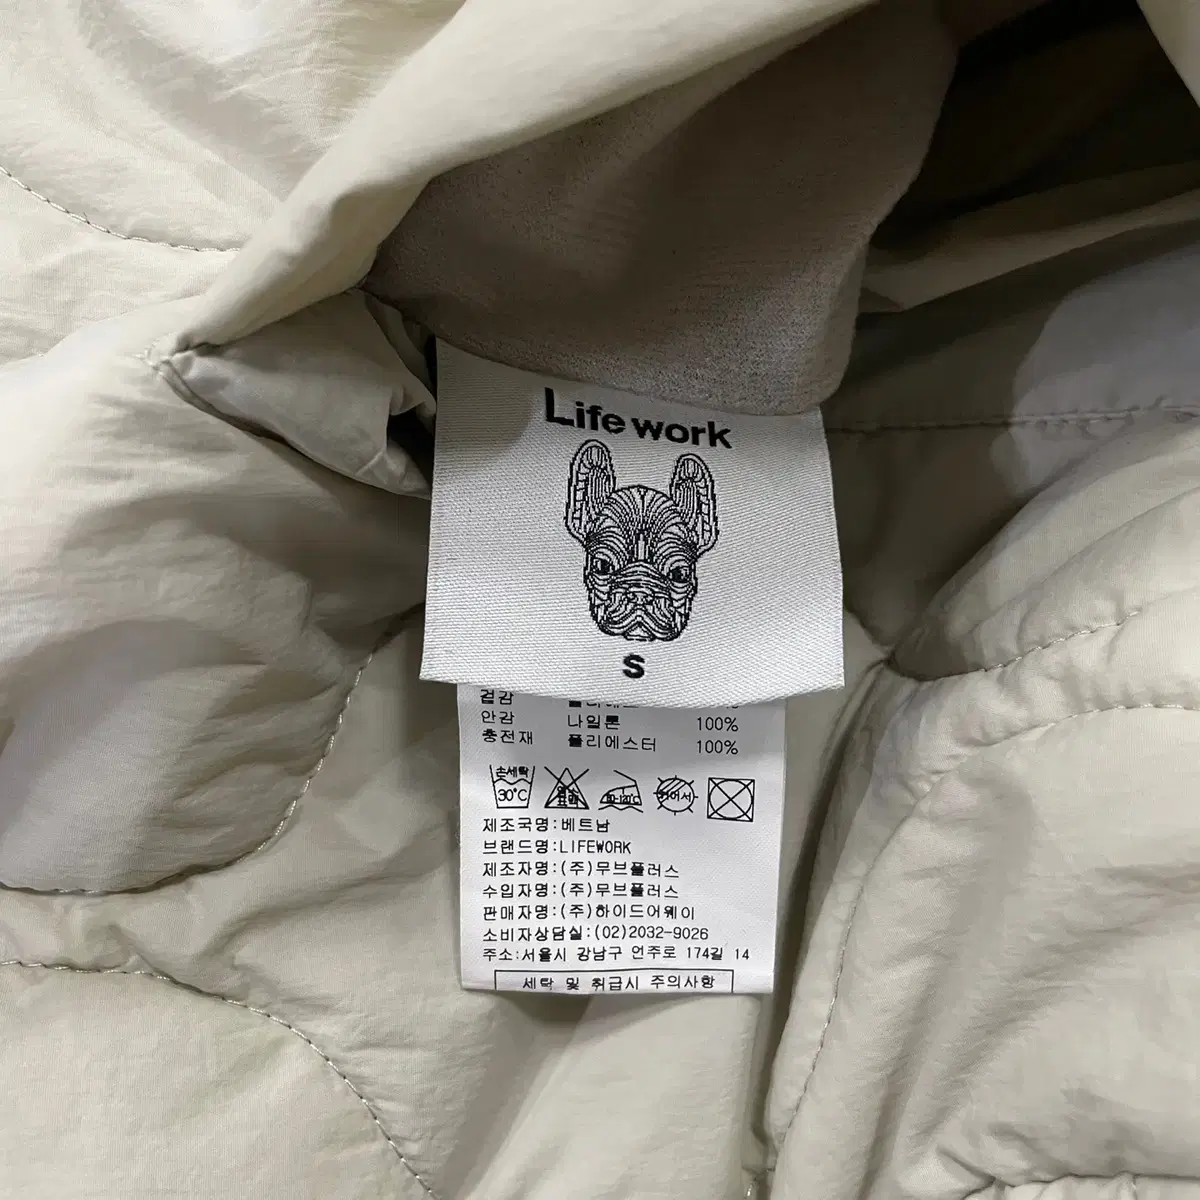 Life work
S
겉감
안감 나일론 100%
충전재 폴리에스터 100%
손세탁
30℃
제조국명:베트남
브랜드명:LIFEWORK
제조자명:(주)무브플러스
수입자명:(주)무브플러스
판매자명:(주)하이드어웨이
소비자상담실:(02)2032-9026
주소:서울시 강남구 언주로 174길 14
세탁 및 취급시 주의사항